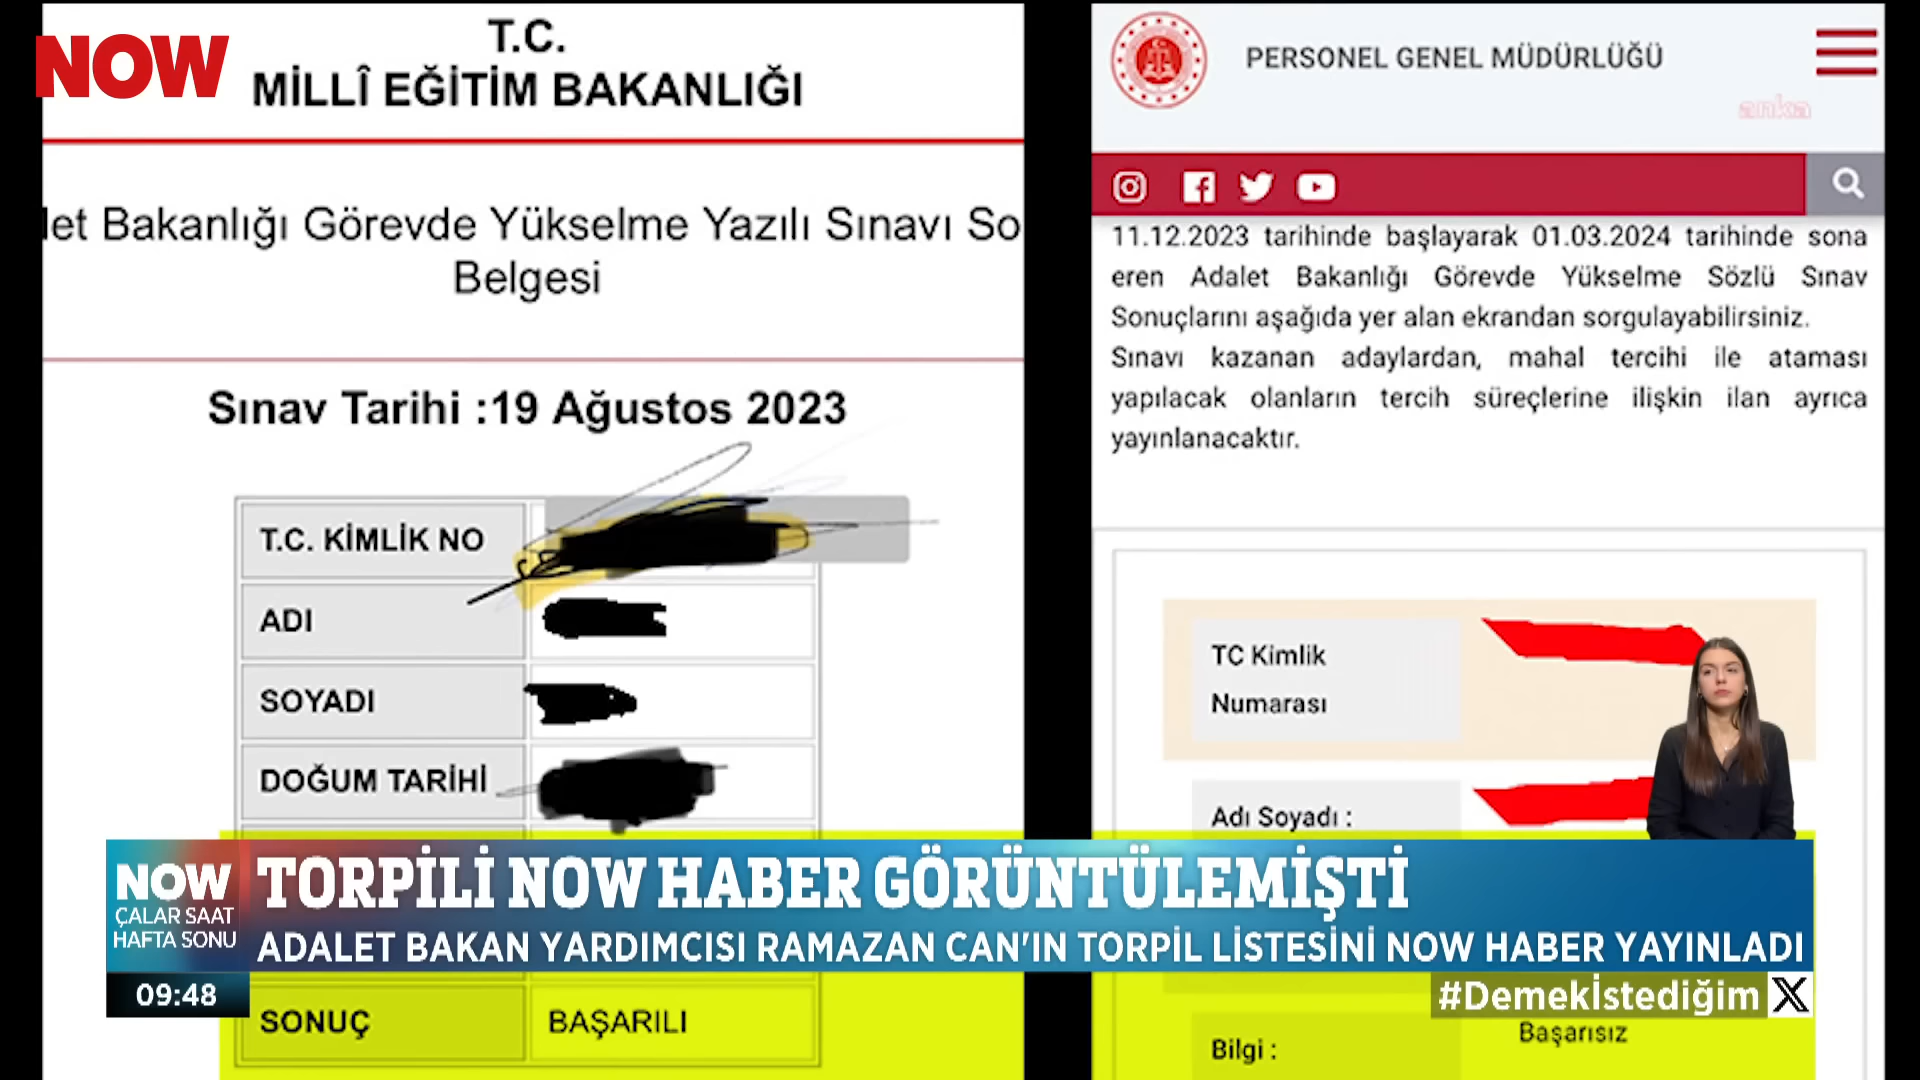 NOW
T.C.
MİLLÎ EĞİTİM BAKANLIĞI
let Bakanlığı Görevde Yükselme Yazılı Sınavı So
Belgesi
Sınav Tarihi :19 Ağustos 2023
T.C. KİMLİK NO
ADI
SOYADI
DOĞUM TARİHİ
SONUÇ BAŞARILI
PERSONEL GENEL MÜDÜRLÜĞÜ
anka
11.12.2023 tarihinde başlayarak 01.03.2024 tarihinde sona
eren Adalet Bakanlığı Görevde Yükselme Sözlü Sınav
Sonuçlarını aşağıda yer alan ekrandan sorgulayabilirsiniz.
Sınavı kazanan adaylardan, mahal tercihi ile ataması
yapılacak olanların tercih süreçlerine ilişkin ilan ayrıca
yayınlanacaktır.
TC Kimlik
Numarası
Adı Soyadı :
Başarısız
Bilgi :
NOW
ÇALAR SAAT
HAFTA SONU
09:48
TORPİLİ NOW HABER GÖRÜNTÜLEMİŞTİ
ADALET BAKAN YARDIMCISI RAMAZAN CAN'IN TORPİL LİSTESİNİ NOW HABER YAYINLADI
#Demekİstediğim X